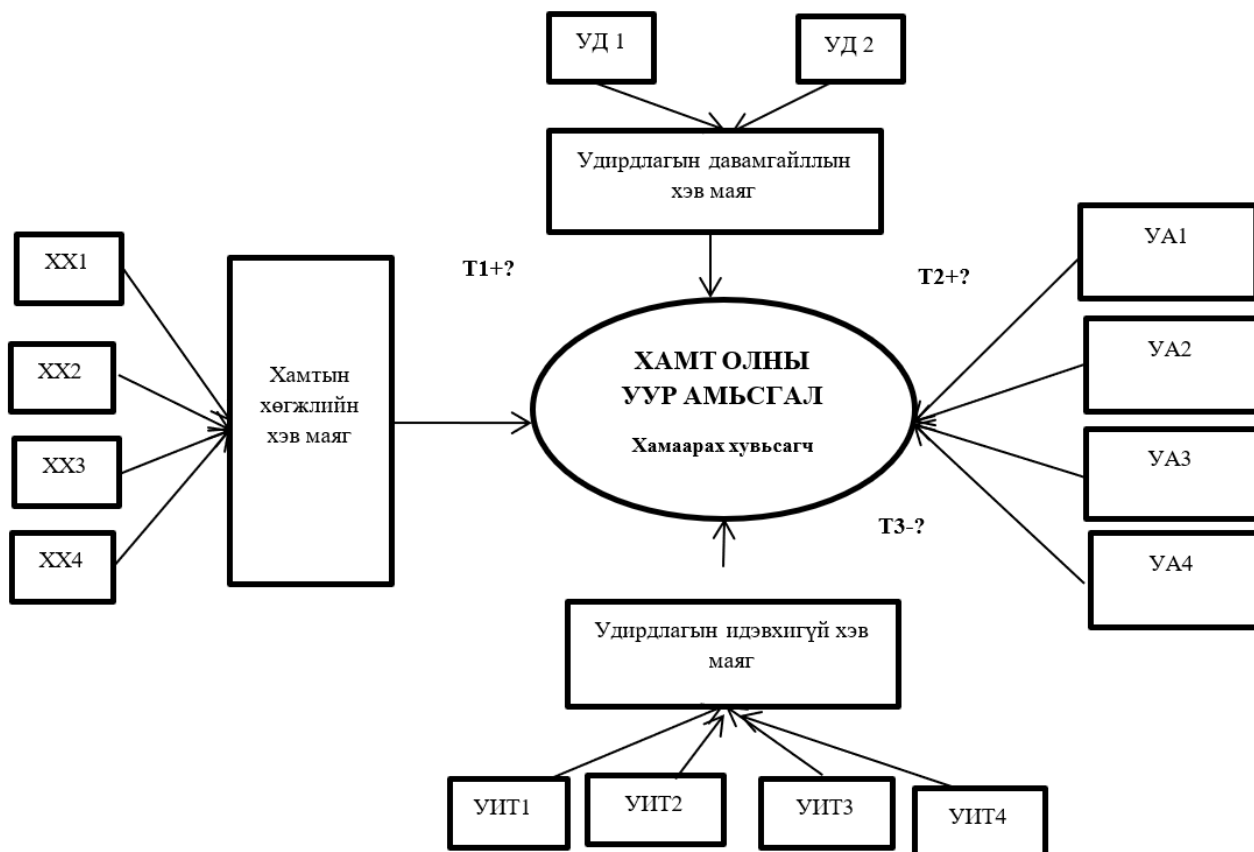 УД 1
УД 2
Удирдлагын давамгайллын
хэв маяг
УА1
ХХ1
Т1+?
Т2+?
УА2
ХХ2
Хамтын
хөгжлийн
хэв маяг
ХАМТ ОЛНЫ
УУР АМЬСГАЛ
Хамаарах хувьсагч
ХХ3
УА3
Т3-?
ХХ4
УА4
Удирдлагын идэвхигүй хэв
маяг
УИТ1
УИТ2
УИТ3
УИТ4